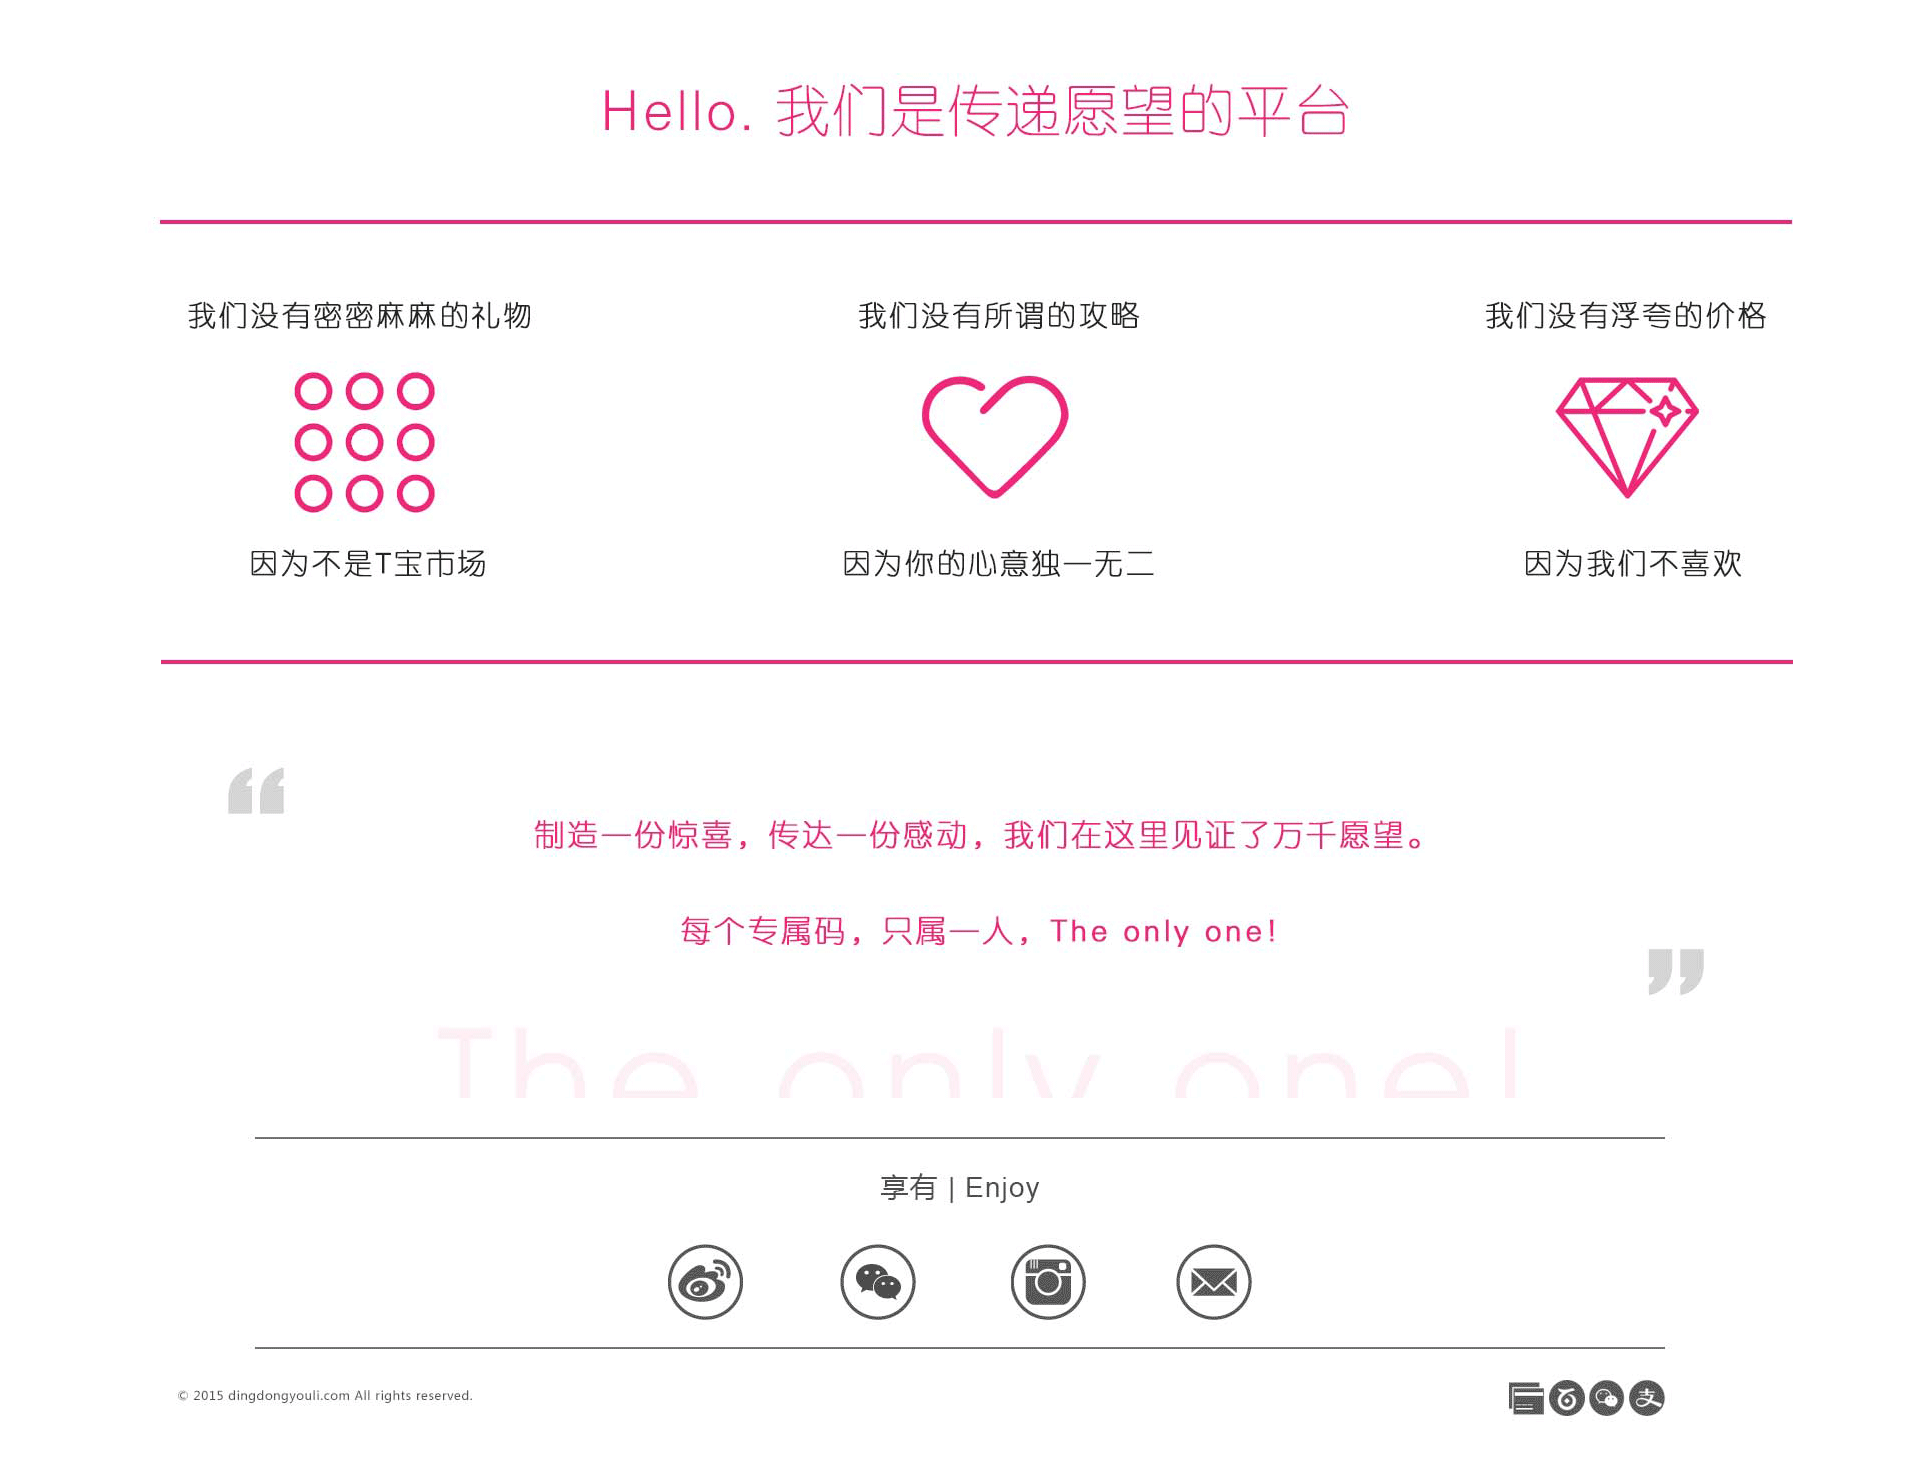 Hello. 我们是传递愿望的平台
我们没有密密麻麻的礼物
我们没有所谓的攻略
我们没有浮夸的价格
因为不是T宝市场
因为你的心意独一无二
因为我们不喜欢
制造一份惊喜，传达一份感动，我们在这里见证了万千愿望。
每个专属码，只属一人，The only one!
The only one!
享有 | Enjoy
© 2015 dingdongyouli.com All rights reserved.
支